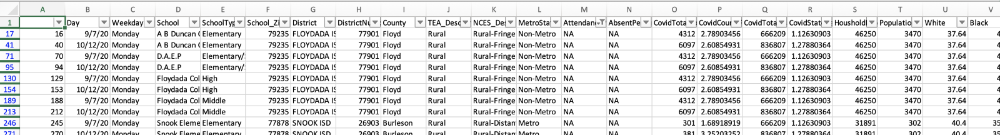 A B C D E F G H I J K L M N O P Q R S T U V
1 Day Weekday School SchoolTyp School_Zi District DistrictNu County TEA_Desc NCES_Des MetroSta Attendanc AbsentPe CovidTota CovidCour CovidTota CovidStat Houshold Populatio White Black
17 16 9/7/20 Monday A B Duncan C Elementary 79235 FLOYDADA IS 77901 Floyd Rural Rural-Fringe Non-Metro NA NA 4312 2.78903456 666209 1.12630903 46250 3470 37.64 4
41 40 10/12/20 Monday A B Duncan C Elementary 79235 FLOYDADA IS 77901 Floyd Rural Rural-Fringe Non-Metro NA NA 6097 2.60854931 836807 1.27880364 46250 3470 37.64 4
71 70 9/7/20 Monday D.A.E.P Elementary/ 79235 FLOYDADA IS 77901 Floyd Rural Rural-Fringe Non-Metro NA NA 4312 2.78903456 666209 1.12630903 46250 3470 37.64 4
95 94 10/12/20 Monday D.A.E.P Elementary/ 79235 FLOYDADA IS 77901 Floyd Rural Rural-Fringe Non-Metro NA NA 6097 2.60854931 836807 1.27880364 46250 3470 37.64 4
130 129 9/7/20 Monday Floydada Col High 79235 FLOYDADA IS 77901 Floyd Rural Rural-Fringe Non-Metro NA NA 4312 2.78903456 666209 1.12630903 46250 3470 37.64 4
154 153 10/12/20 Monday Floydada Col High 79235 FLOYDADA IS 77901 Floyd Rural Rural-Fringe Non-Metro NA NA 6097 2.60854931 836807 1.27880364 46250 3470 37.64 4
189 188 9/7/20 Monday Floydada Col Middle 79235 FLOYDADA IS 77901 Floyd Rural Rural-Fringe Non-Metro NA NA 4312 2.78903456 666209 1.12630903 46250 3470 37.64 4
213 212 10/12/20 Monday Floydada Col Middle 79235 FLOYDADA IS 77901 Floyd Rural Rural-Fringe Non-Metro NA NA 6097 2.60854931 836807 1.27880364 46250 3470 37.64 4
246 245 9/7/20 Monday Snook Eleme Elementary 77878 SNOOK ISD 26903 Burleson Rural Rural-Distan Metro NA NA 301 1.68918919 666209 1.12630903 31891 302 40.4 35
271 270 10/12/20 Monday Snook Eleme Elementary 77878 SNOOK ISD 26903 Burleson Rural Rural-Distan Metro NA NA 381 3.25203252 836807 1.27880364 31891 302 40.4 35